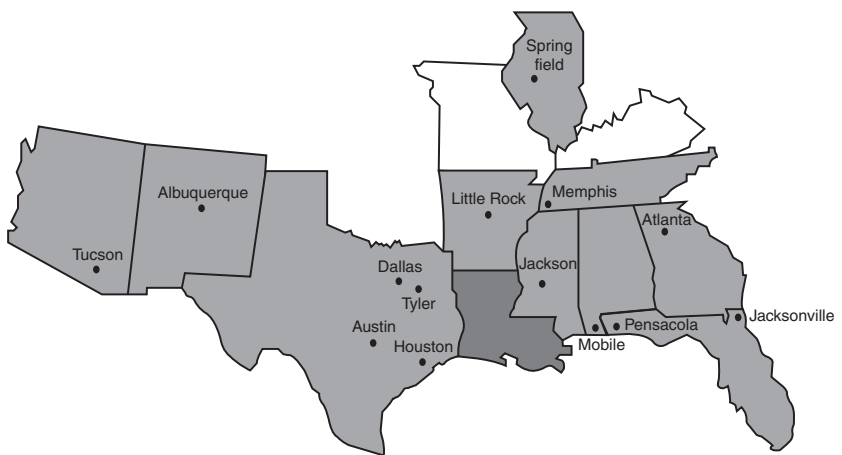 Spring
field
Albuquerque
Little Rock
Memphis
Atlanta
Tucson
Dallas
Jackson
Tyler
Austin
Houston
Pensacola
Jacksonville
Mobile